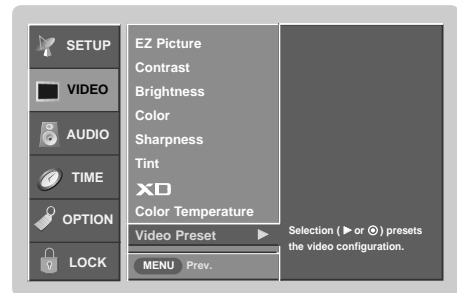 SETUP
VIDEO
AUDIO
TIME
OPTION
LOCK
EZ Picture
Contrast
Brightness
Color
Sharpness
Tint
XD
Color Temperature
Video Preset ▶
MENU Prev.
Selection ( ▶ or ⊙ ) presets
the video configuration.